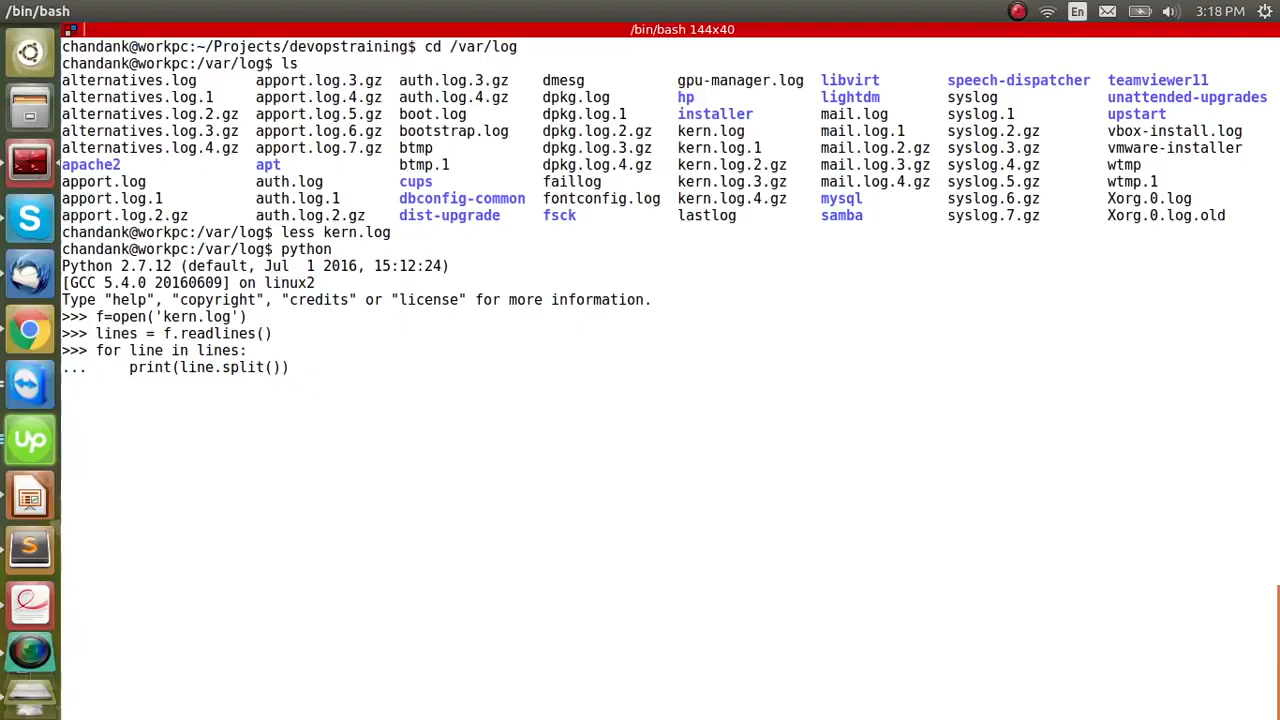 /bin/bash
En
3:18 PM
/bin/bash 144x40
chandank@workpc:~/Projects/devopstraining$ cd /var/log
chandank@workpc:/var/log$ ls
alternatives.log apport.log.3.gz auth.log.3.gz dmesg gpu-manager.log libvirt speech-dispatcher teamviewer11
alternatives.log.1 apport.log.4.gz auth.log.4.gz dpkg.log hp lightdm syslog unattended-upgrades
alternatives.log.2.gz apport.log.5.gz boot.log dpkg.log.1 installer mail.log syslog.1 upstart
alternatives.log.3.gz apport.log.6.gz bootstrap.log dpkg.log.2.gz kern.log mail.log.1 syslog.2.gz vbox-install.log
alternatives.log.4.gz apport.log.7.gz btmp dpkg.log.3.gz kern.log.1 mail.log.2.gz syslog.3.gz vmware-installer
apache2 apt btmp.1 dpkg.log.4.gz kern.log.2.gz mail.log.3.gz syslog.4.gz wtmp
apport.log auth.log cups faillog kern.log.3.gz mail.log.4.gz syslog.5.gz wtmp.1
apport.log.1 auth.log.1 dbconfig-common fontconfig.log kern.log.4.gz mysql syslog.6.gz Xorg.0.log
apport.log.2.gz auth.log.2.gz dist-upgrade fsck lastlog samba syslog.7.gz Xorg.0.log.old
chandank@workpc:/var/log$ less kern.log
chandank@workpc:/var/log$ python
Python 2.7.12 (default, Jul  1 2016, 15:12:24)
[GCC 5.4.0 20160609] on linux2
Type "help", "copyright", "credits" or "license" for more information.
>>> f=open('kern.log')
>>> lines = f.readlines()
>>> for line in lines:
...     print(line.split())
S
Up
S